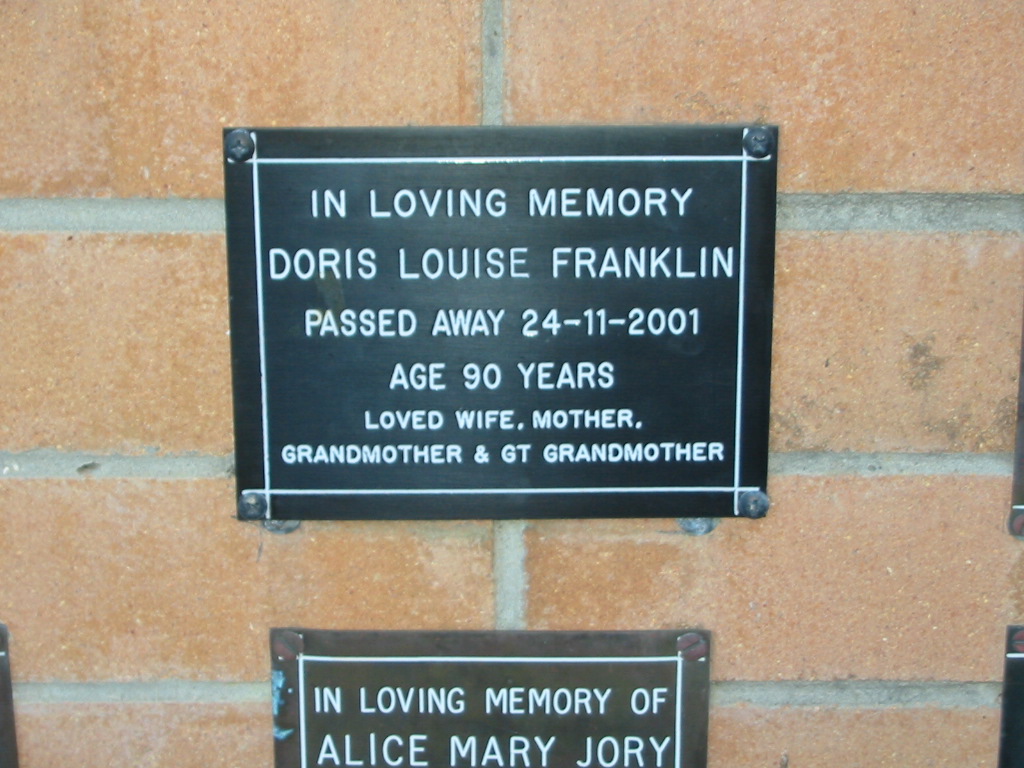 IN LOVING MEMORY
DORIS LOUISE FRANKLIN
PASSED AWAY 24-11-2001
AGE 90 YEARS
LOVED WIFE, MOTHER,
GRANDMOTHER & GT GRANDMOTHER
IN LOVING MEMORY OF
ALICE MARY JORY